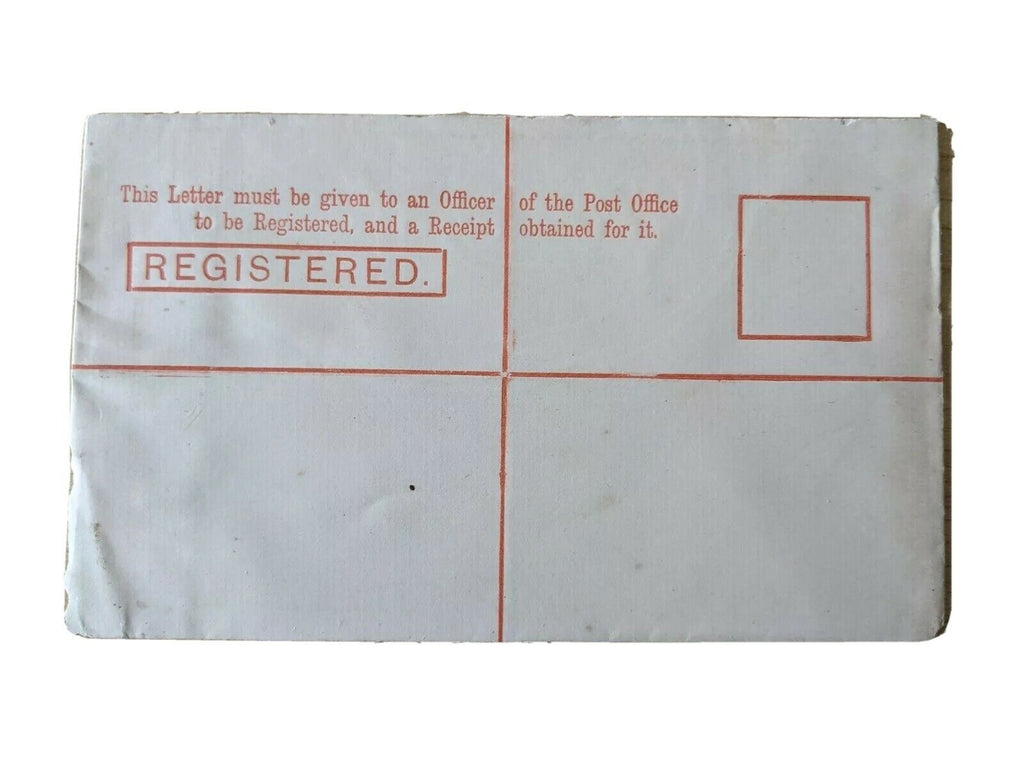 This Letter must be given to an Officer of the Post Office
to be Registered, and a Receipt obtained for it.
REGISTERED.